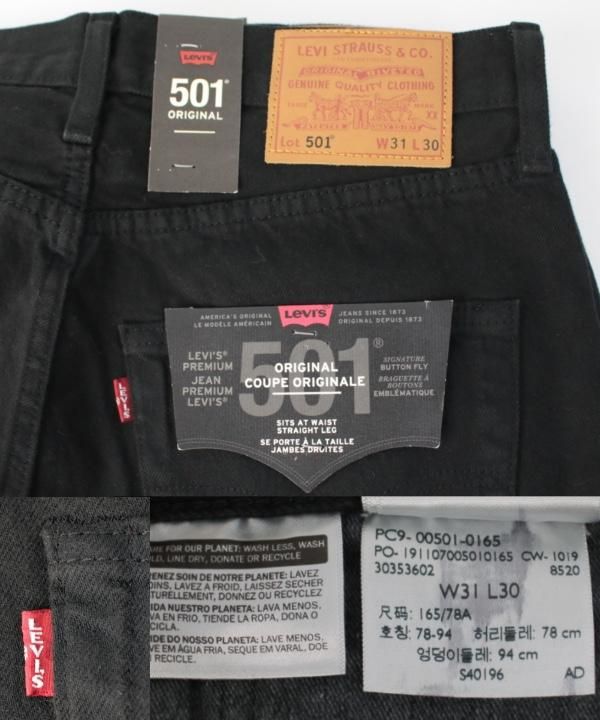 LEVI'S
501®
ORIGINAL
LEVI STRAUSS & CO.
ORIGINAL RIVETED
GENUINE QUALITY CLOTHING
TRADE MARK
XX
PATENTED
Lot 501® W31 L30
AMERICA'S ORIGINAL
LE MODÈLE AMÉRICAIN
LEVI'S
JEANS SINCE 1873
ORIGINAL DEPUIS 1873
501®
LEVI'S®
PREMIUM
JEAN
PREMIUM
LEVI'S®
ORIGINAL
COUPE ORIGINALE
SIGNATURE
BUTTON FLY
BRAGUETTE À
BOUTONS
EMBLÉMATIQUE
SITS AT WAIST
STRAIGHT LEG
SE PORTE À LA TAILLE
JAMBES DROITES
LEVI'S
LEVI'S
FOR OUR PLANET: WASH LESS, WASH
COLD, LINE DRY, DONATE OR RECYCLE
PRENEZ SOIN DE NOTRE PLANETE: LAVEZ
MOINS, LAVEZ A FROID, LAISSEZ SECHER
NATURELLEMENT, DONNEZ OU RECYCLEZ
CUIDA NUESTRO PLANETA: LAVA MENOS,
LAVA EN FRIO, TIENDE LA ROPA, DONA O
RECICLA.
CUIDE DO NOSSO PLANETA: LAVE MENOS,
LAVE EM ÁGUA FRIA, SEQUE EM VARAL, DOE
E RECICLE.
PC9- 00501-0165
PO- 191107005010165 CW-1019
30353602 8520
W31 L30
尺码: 165/78A
호칭: 78-94 허리둘레: 78 cm
엉덩이둘레: 94 cm
S40196 AD